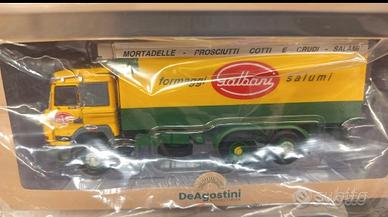 MORTADELLE - PROSCIUTTI COTTI E CRUDI - SALAMI
formaggi Galbani salumi
DeAgostini
subito